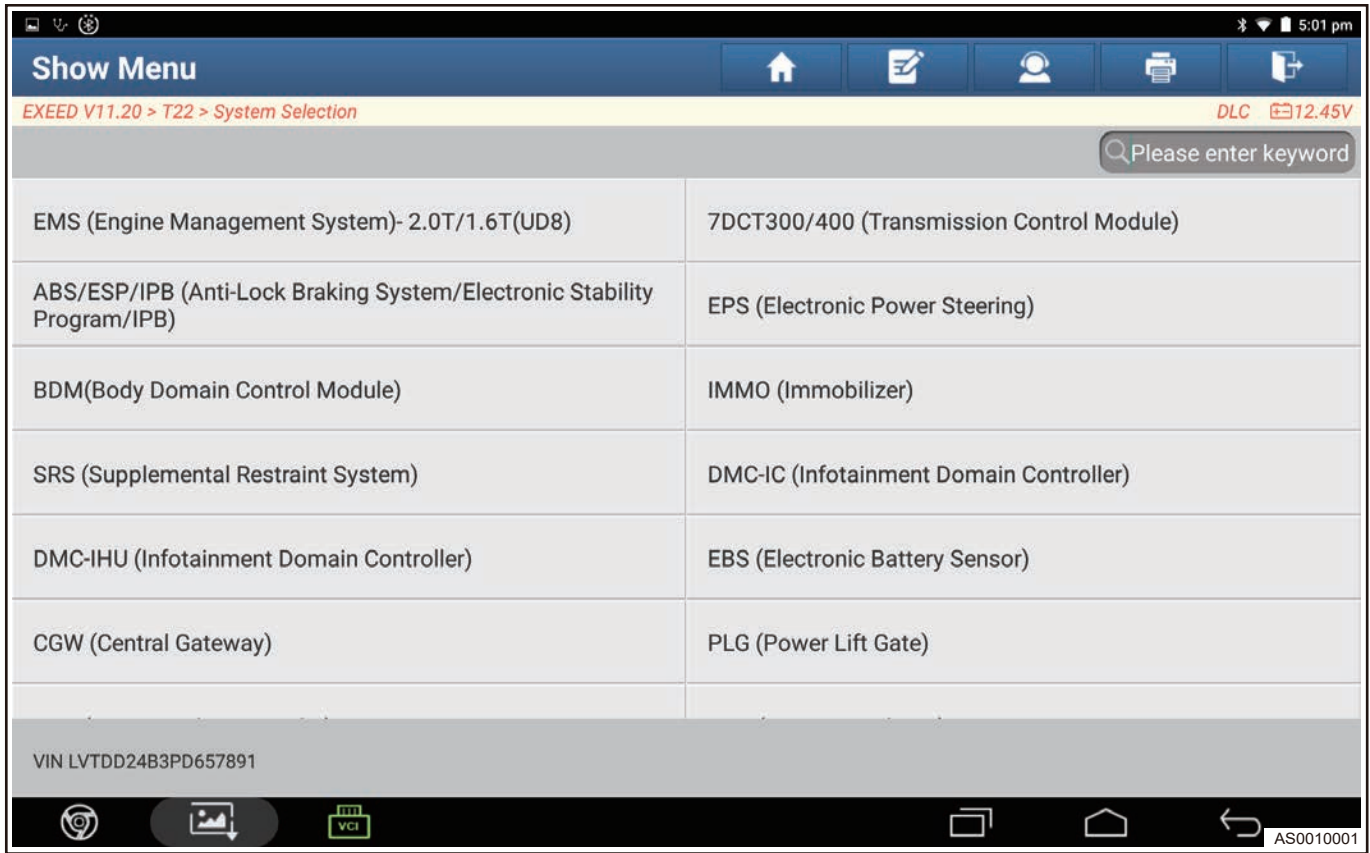 5:01 pm
Show Menu
EXEED V11.20 > T22 > System Selection
DLC 12.45V
Please enter keyword
EMS (Engine Management System)- 2.0T/1.6T(UD8)
7DCT300/400 (Transmission Control Module)
ABS/ESP/IPB (Anti-Lock Braking System/Electronic Stability
Program/IPB)
EPS (Electronic Power Steering)
BDM(Body Domain Control Module)
IMMO (Immobilizer)
SRS (Supplemental Restraint System)
DMC-IC (Infotainment Domain Controller)
DMC-IHU (Infotainment Domain Controller)
EBS (Electronic Battery Sensor)
CGW (Central Gateway)
PLG (Power Lift Gate)
VIN LVTDD24B3PD657891
VCI
AS0010001